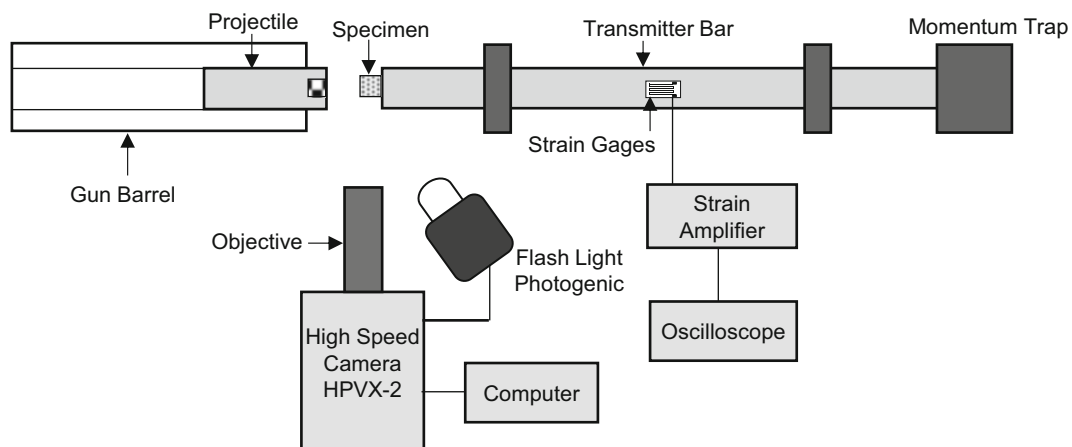 Projectile
Specimen
Transmitter Bar
Momentum Trap
Gun Barrel
Strain Gages
Objective
Flash Light
Photogenic
Strain
Amplifier
High Speed
Camera
HPVX-2
Oscilloscope
Computer